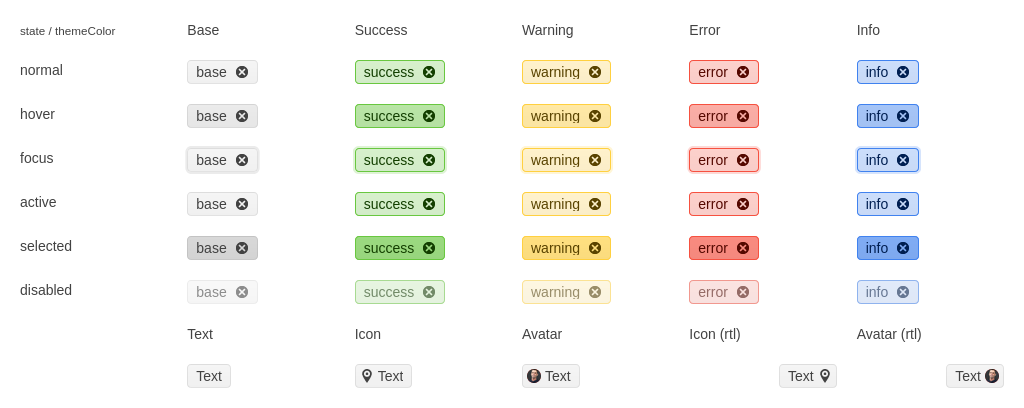 state / themeColor Base Success Warning Error Info
normal base success warning error info
hover base success warning error info
focus base success warning error info
active base success warning error info
selected base success warning error info
disabled base success warning error info
Text Icon Avatar Icon (rtl) Avatar (rtl)
Text Text Text Text Text